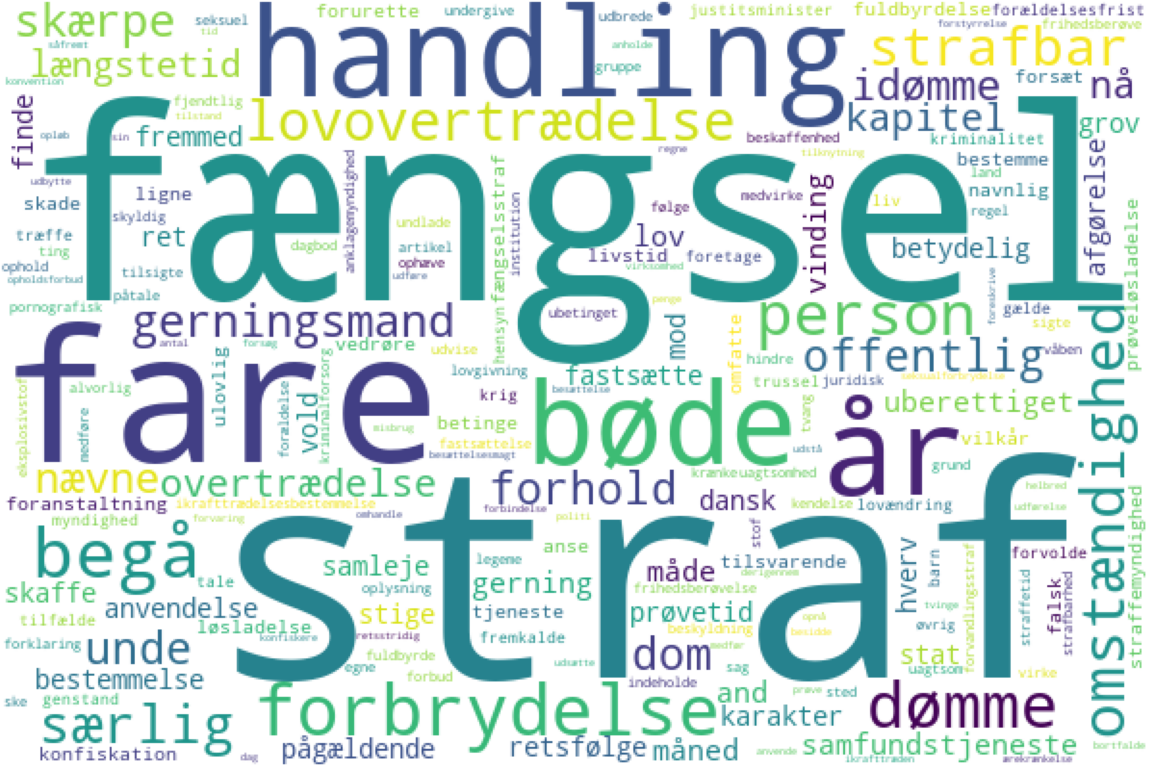 skærpe
seksuel
tid
såfremt
forurette
undergive
udbrede
anholde
gruppe
justitsminister
fuldbyrdelse
forældelsesfrist
forstyrrelse
frihedsberøve
handling
strafbar
længstetid
konvention
idømme
forsæt
nå
finde
fjendtlig
tilstand
lovovertrædelse
kapitel
grov
opløb
sin
fremmed
beskaffenhed
kriminalitet
fængsel
regne
tilknytning
bestemme
land
udbytte
ligne
anklagemyndighed
hensyn
fængselsstraf
institution
medvirke
vinding
liv
navnlig
regel
afgørelse
skade
skyldig
undlade
følge
træffe
ting
ret
dagbod
artikel
ophæve
udføre
lov
livstid
foretage
virksomhed
betydelig
ophold
opholdsforbud
tilsigte
påtale
pornografisk
ubetinget
penge
foreskrive
prøveløsladelse
gerningsmand
antal
forsøg
vedrøre
udvise
mod
omfatte
person
gælde
sigte
fare
ulovlig
lovgivning
hindre
offentlig
våben
fastsætte
trussel
juridisk
seksualforbrydelse
eksplosivstof
alvorlig
medføre
forældelse
vold
kriminalforsorg
misbrug
krig
besættelse
betinge
fastsættelse
besættelsesmagt
bøde
tvang
udstå
år
uberettiget
vilkår
omstændighed
nævne
overtrædelse
forhold
krænke
uagtsomhed
grund
helbred
foranstaltning
ikrafttrædelsesbestemmelse
forbindelse
dansk
kendelse
lovændring
udførelse
myndighed
forvaring
omhandle
politi
stof
straf
straffemyndighed
begå
anse
forvolde
legeme
samleje
tilsvarende
frihedsberøvelse
derigennem
skaffe
tale
oplysning
gerning
måde
hverv
barn
tvinge
forvandlingsstraf
straffetid
falsk
strafbarhed
tilfælde
anvendelse
stige
tjeneste
prøvetid
opnå
løsladelse
konfiskere
retsstridig
fremkalde
beskyldning
besidde
øvrig
forklaring
unde
fuldbyrde
egne
forbud
udsætte
dom
medfør
sag
stat
uagtsom
virke
bestemmelse
indeholde
ske
genstand
forbrydelse
and
prøve
sted
dømme
særlig
karakter
konfiskation
dag
pågældende
retsfølge
måned
anvende
samfundstjeneste
ikrafttræden
ærekrænkelse
bortfalde